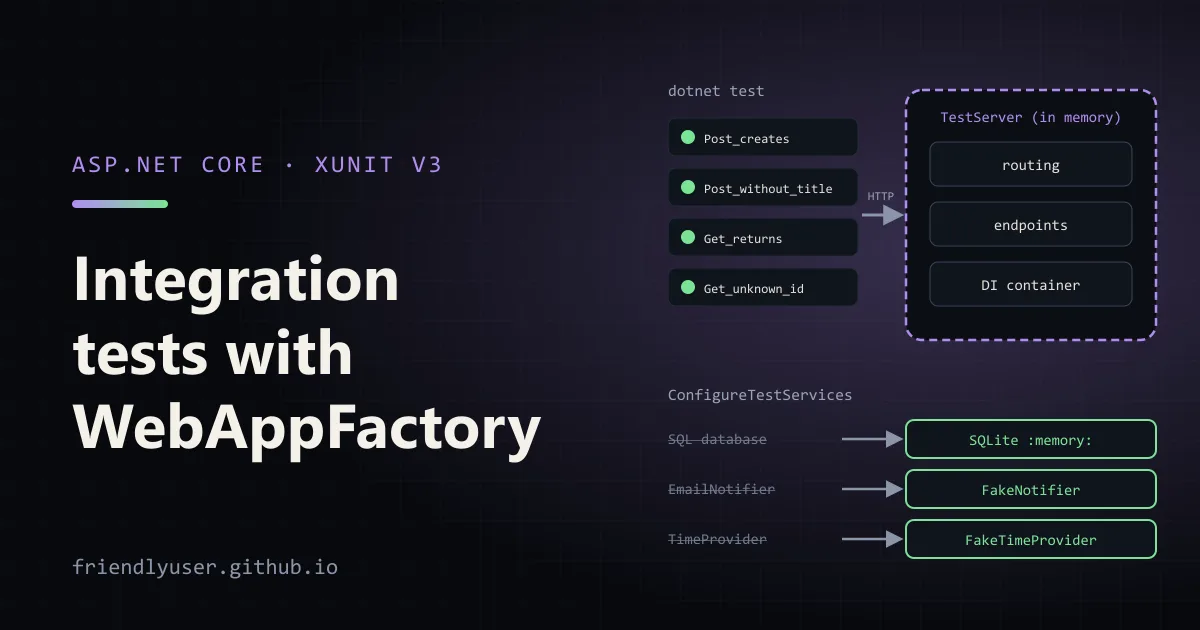 ASP.NET CORE · XUNIT V3
Integration
tests with
WebAppFactory
friendlyuser.github.io
dotnet test
Post_creates
Post_without_title
Get_returns
Get_unknown_id
HTTP
TestServer (in memory)
routing
endpoints
DI container
ConfigureTestServices
SQL database
SQLite :memory:
EmailNotifier
FakeNotifier
TimeProvider
FakeTimeProvider